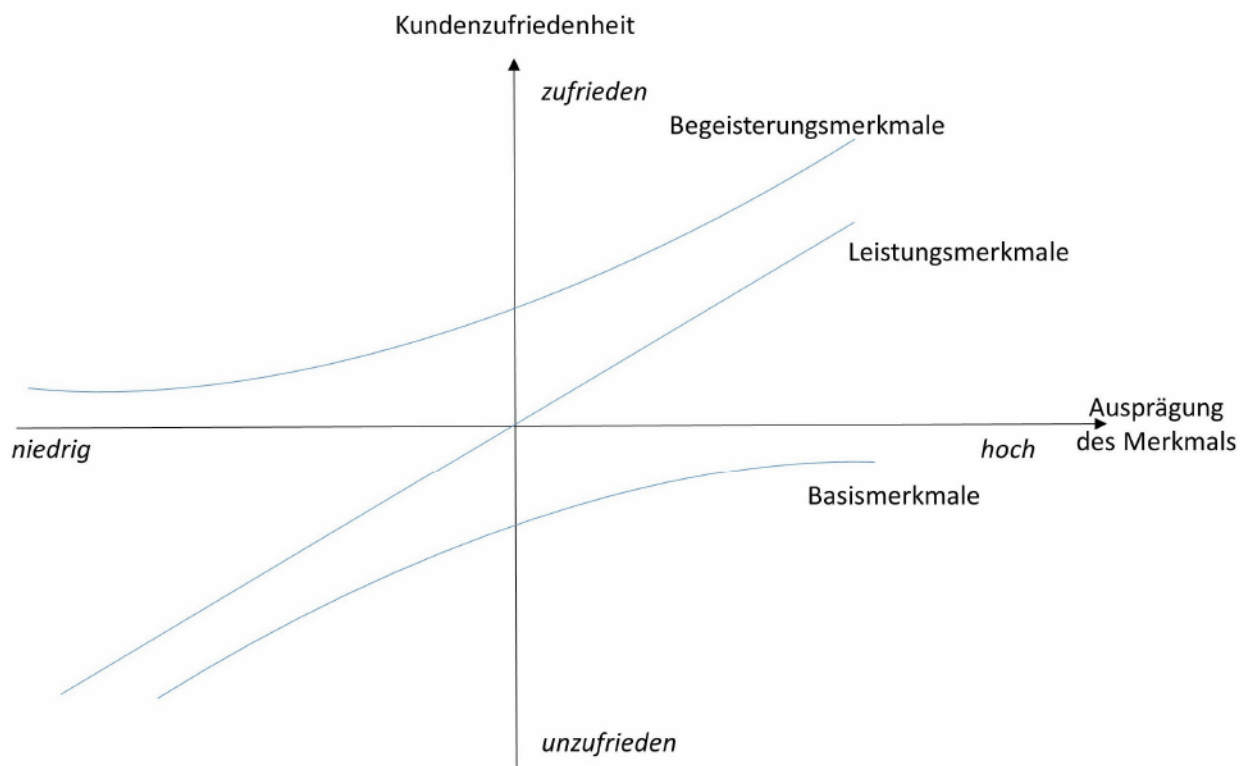 Kundenzufriedenheit
zufrieden
Begeisterungsmerkmale
Leistungsmerkmale
Ausprägung
des Merkmals
niedrig
hoch
Basismerkmale
unzufrieden